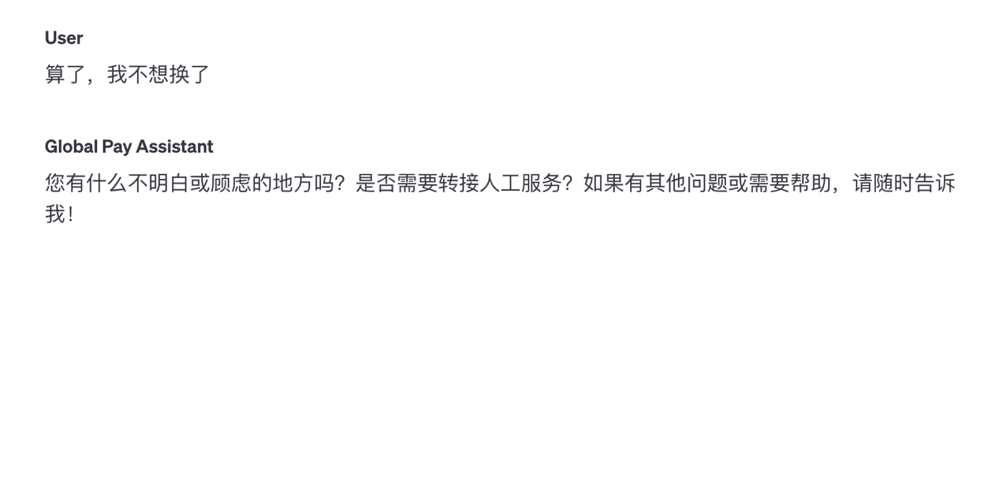 User
算了，我不想换了
Global Pay Assistant
您有什么不明白或顾虑的地方吗？是否需要转接人工服务？如果有其他问题或需要帮助，请随时告诉
我！